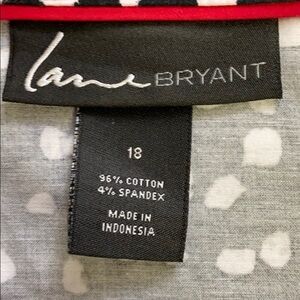 Lane BRYANT
18
96% COTTON
4% SPANDEX
MADE IN
INDONESIA